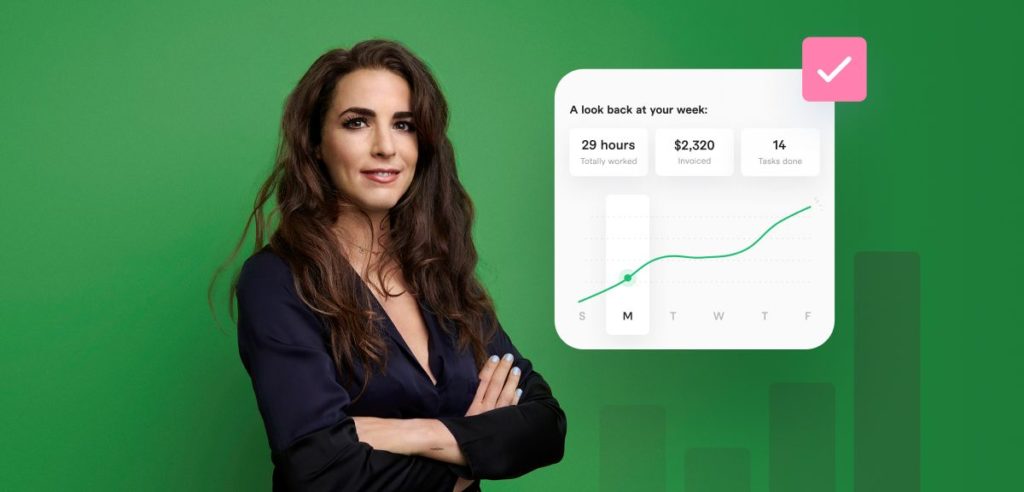 A look back at your week:
29 hours
Totally worked
$2,320
Invoiced
14
Tasks done
S M T W T F